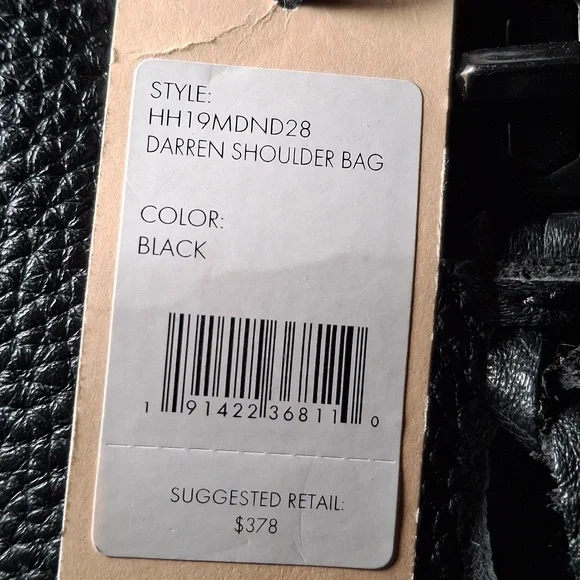 STYLE:
HH19MDND28
DARREN SHOULDER BAG
COLOR:
BLACK
1 91422 36811 0
SUGGESTED RETAIL:
$378